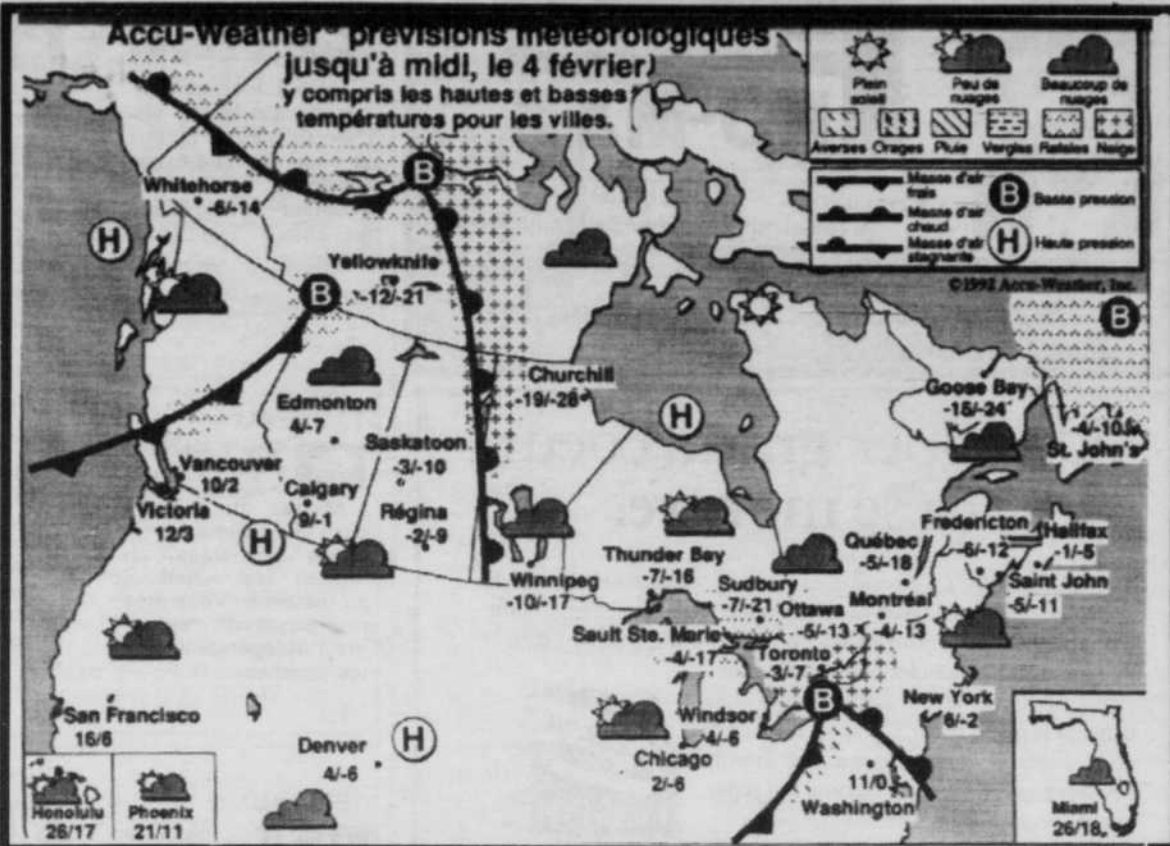 Accu-Weather® prévisions météorologiques
jusqu'à midi, le 4 février
y compris les hautes et basses
températures pour les villes.
Plein soleil
Peu de nuages
Beaucoup de nuages
Averses Orages Pluie Verglas Rafales Neige
Masse d'air frais
B Basse pression
Masse d'air chaud
Masse d'air stagnante
H Haute pression
©1992 Accu-Weather, Inc.
B
Whitehorse
-6/-14
H
Yellowknife
-12/-21
B
B
Churchill
-19/-28
Goose Bay
-15/-24
-4/-10
St. John's
Edmonton
4/-7
Saskatoon
-3/-10
H
Vancouver
10/2
Calgary
9/-1
Régina
-2/-9
Victoria
12/3
H
Winnipeg
-10/-17
Thunder Bay
-7/-16
Sudbury
-7/-21
Québec
-5/-18
Fredericton
-6/-12
Halifax
-1/-5
Saint John
-5/-11
Ottawa
-5/-13
Montréal
-4/-13
Sault Ste. Marie
-4/-17
Toronto
-3/-7
B
New York
6/-2
Windsor
4/-6
Chicago
2/-6
11/0
Washington
San Francisco
16/6
Denver
4/-6
H
Honolulu
26/17
Phoenix
21/11
Miami
26/18